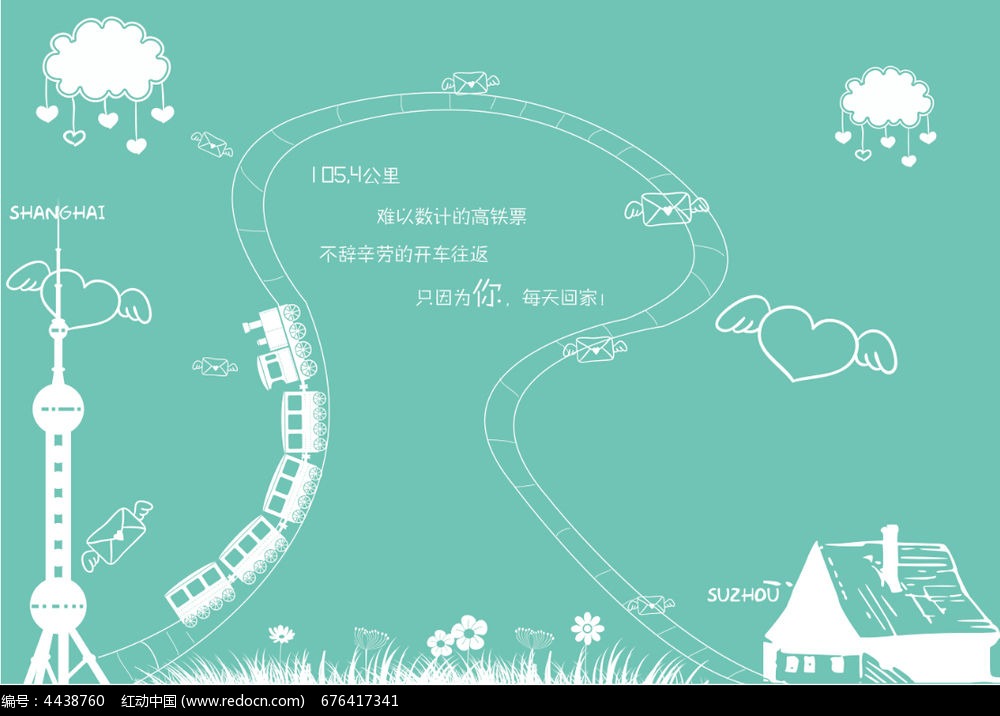 SHANGHAI
105.4公里
难以数计的高铁票
不辞辛劳的开车往返
只因为你，每天回家！
SUZHOU
编号：4438760 红动中国 (www.redocn.com) 676417341